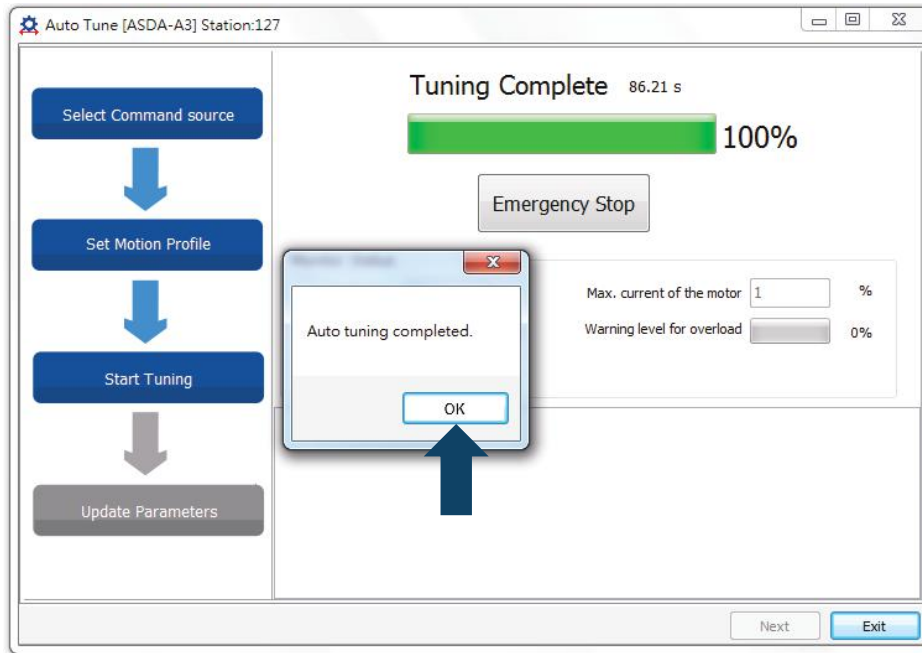 Auto Tune [ASDA-A3] Station:127
Select Command source
Set Motion Profile
Start Tuning
Update Parameters
Tuning Complete 86.21 s
100%
Emergency Stop
Max. current of the motor 1 %
Warning level for overload 0%
Auto tuning completed.
OK
Next
Exit